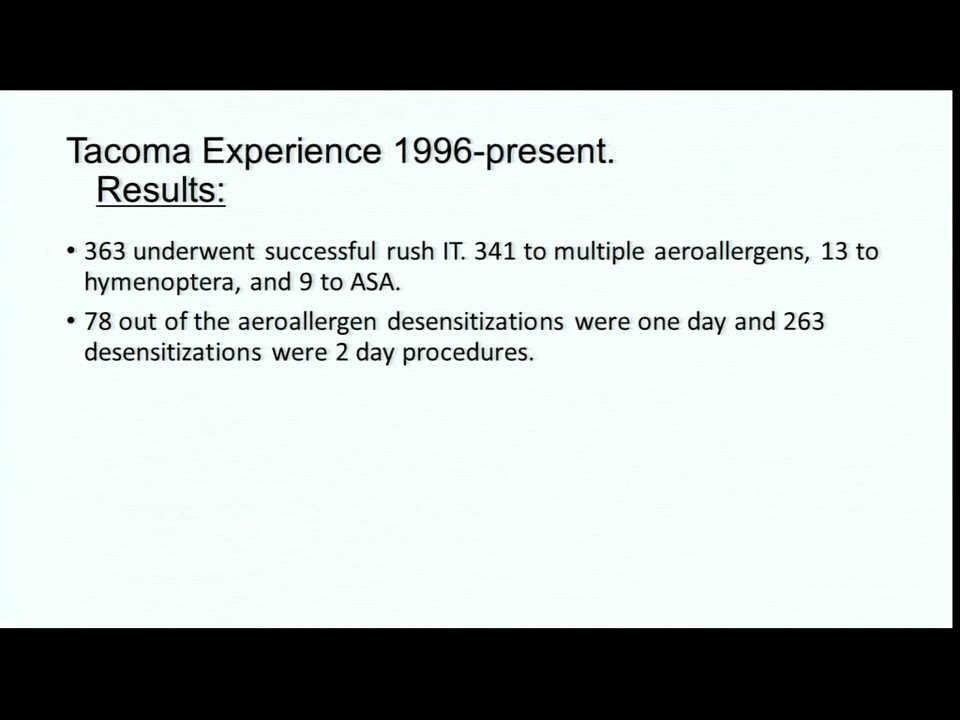 Tacoma Experience 1996-present.
Results:
• 363 underwent successful rush IT. 341 to multiple aeroallergens, 13 to
hymenoptera, and 9 to ASA.
• 78 out of the aeroallergen desensitizations were one day and 263
desensitizations were 2 day procedures.